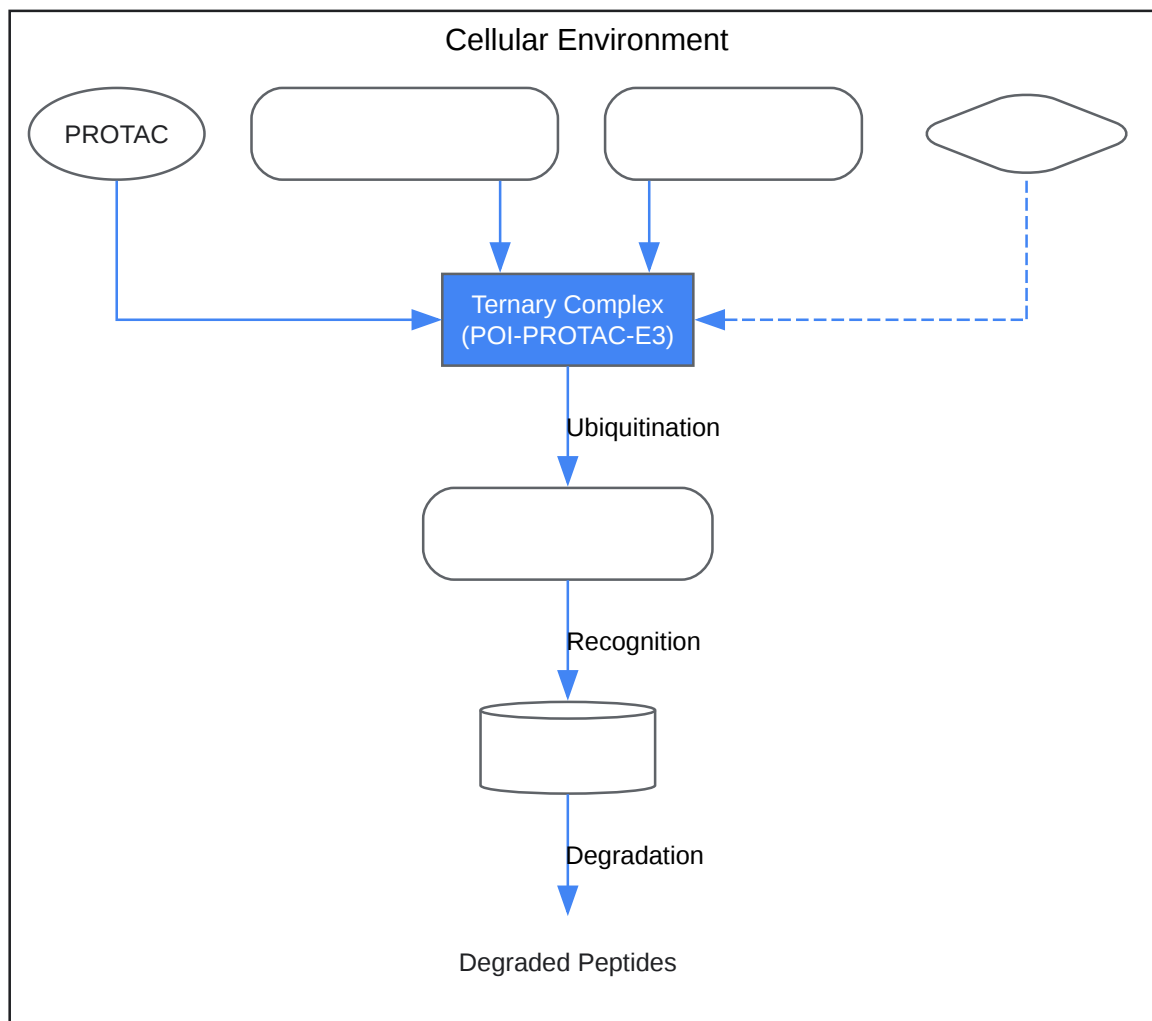 Cellular Environment
PROTAC
Ternary Complex
(POI-PROTAC-E3)
Ubiquitination
Recognition
Degradation
Degraded Peptides